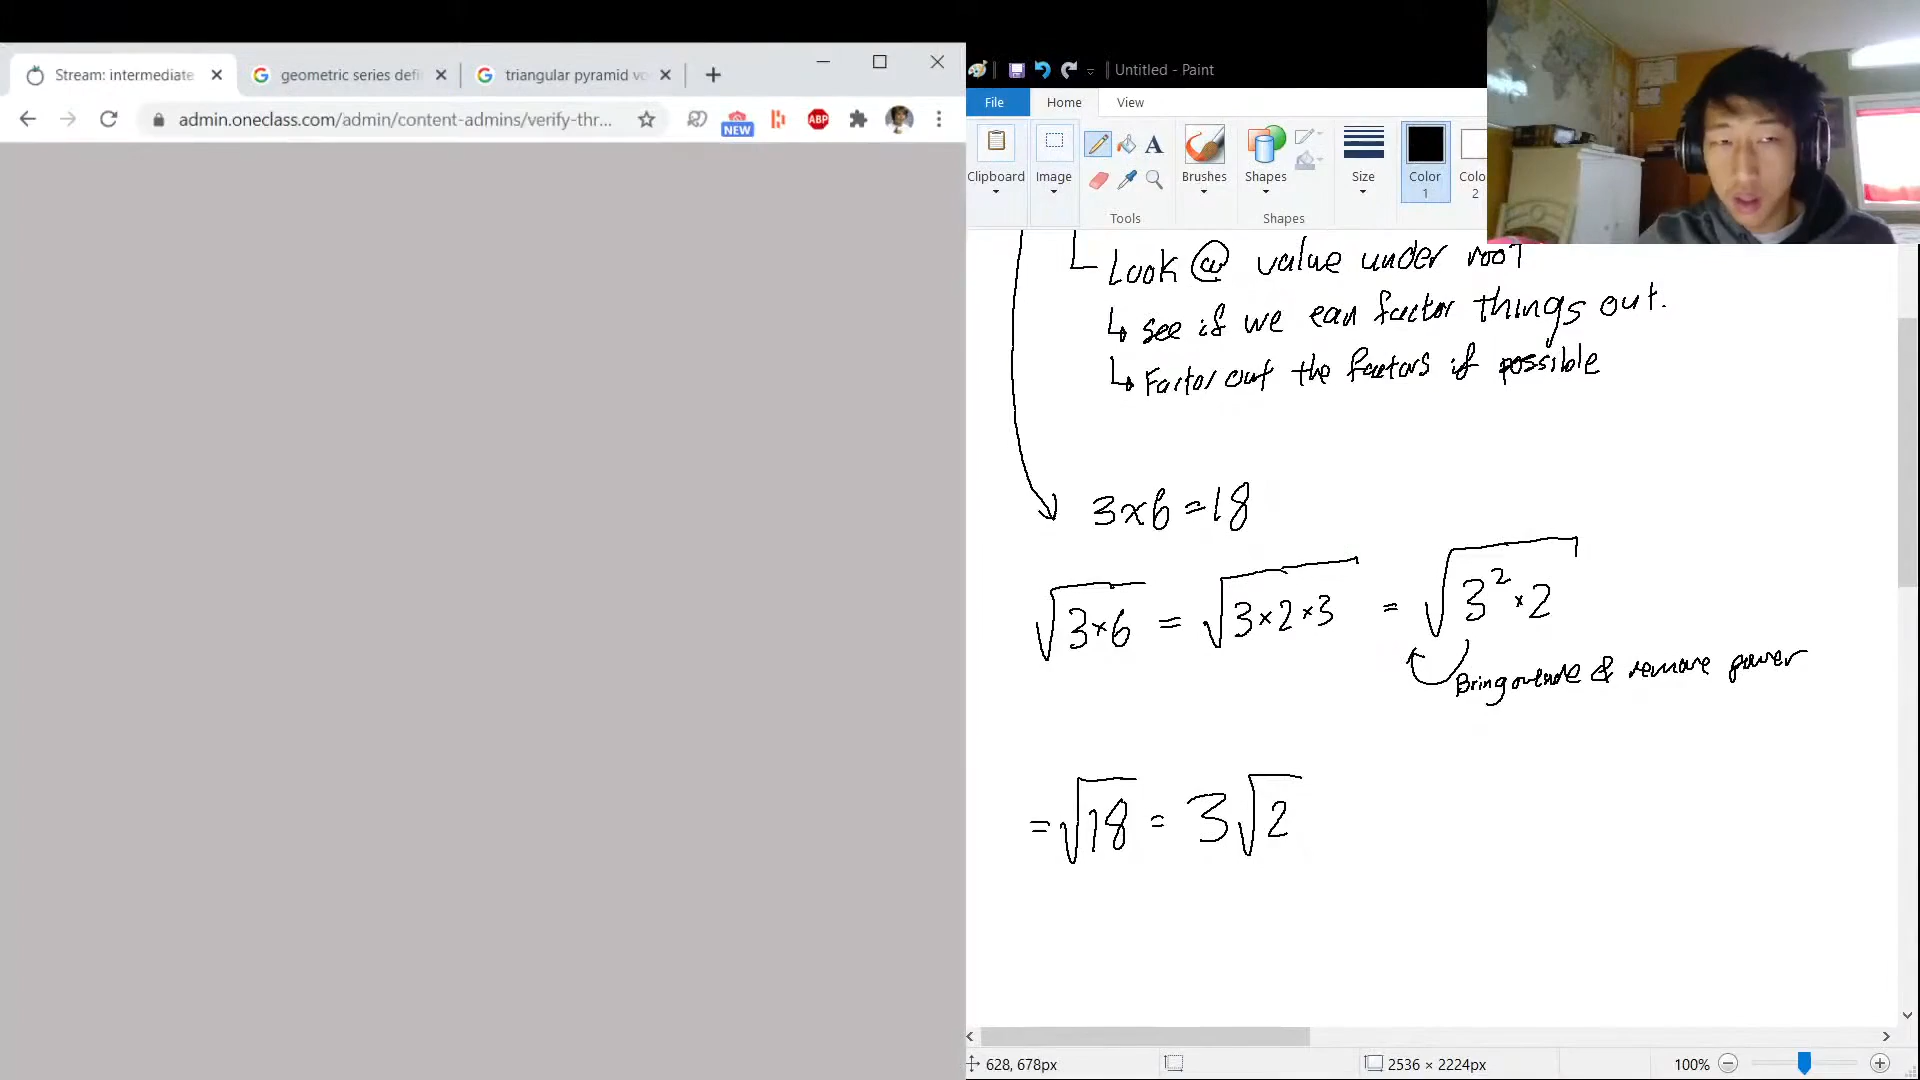 Stream: intermediate
geometric series defi
triangular pyramid vo
admin.oneclass.com/admin/content-admins/verify-thr...
NEW
ABP
Untitled - Paint
File
Home
View
Clipboard
Image
Tools
Brushes
Shapes
Shapes
Size
Color
1
Colo
2
Look @ value under root
↳ see if we can factor things out.
↳ Factor out the factors if possible
3×6=18
√3×6 = √3×2×3 = √3²×2
Bring outside & remove power
= √18 = 3√2
628, 678px
2536 × 2224px
100%